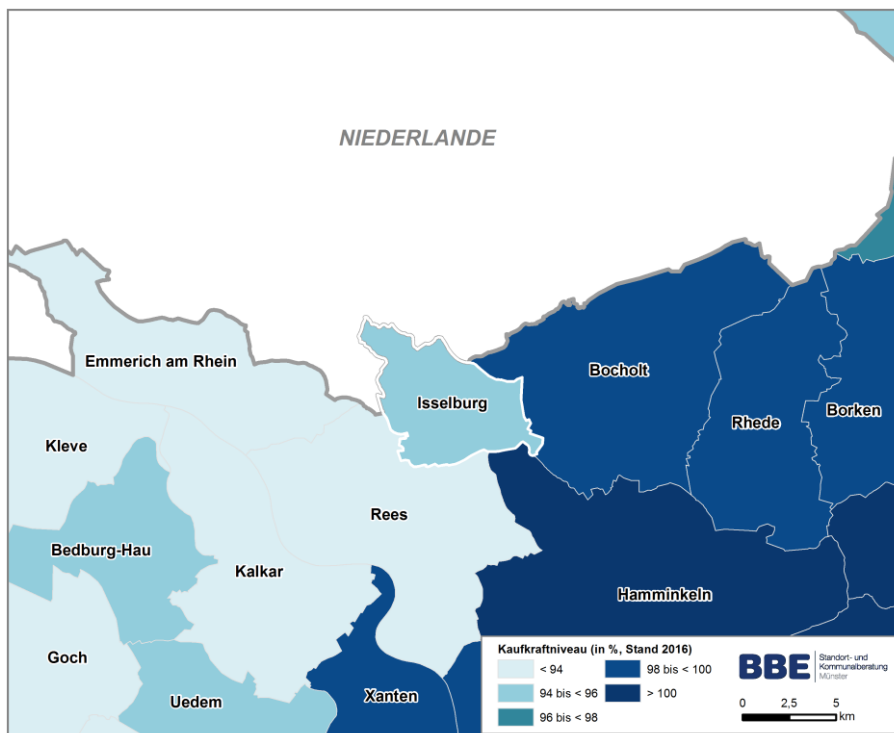 NIEDERLANDE
Emmerich am Rhein
Isselburg
Bocholt
Rhede
Borken
Kleve
Rees
Bedburg-Hau
Kalkar
Hamminkeln
Goch
Uedem
Xanten
Kaufkraftniveau (in %, Stand 2016)
< 94
94 bis < 96
96 bis < 98
98 bis < 100
> 100
BBE
Standort- und
Kommunalberatung
Münster
0 2,5 5
km